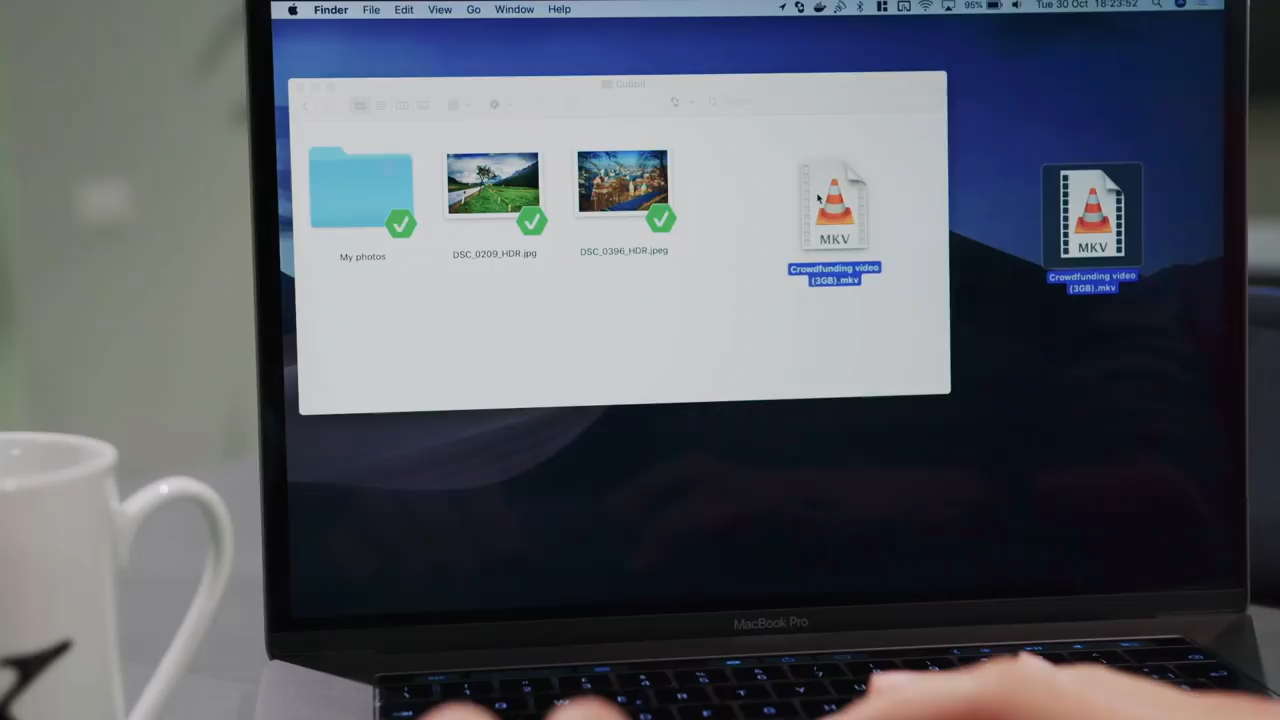 Finder File Edit View Go Window Help 95% Tue 30 Oct 18:23:52
Cubbit
MKV
MKV
My photos
DSC_0209_HDR.jpg
DSC_0396_HDR.jpeg
Crowdfunding video
(3GB).mkv
Crowdfunding video
(3GB).mkv
MacBook Pro